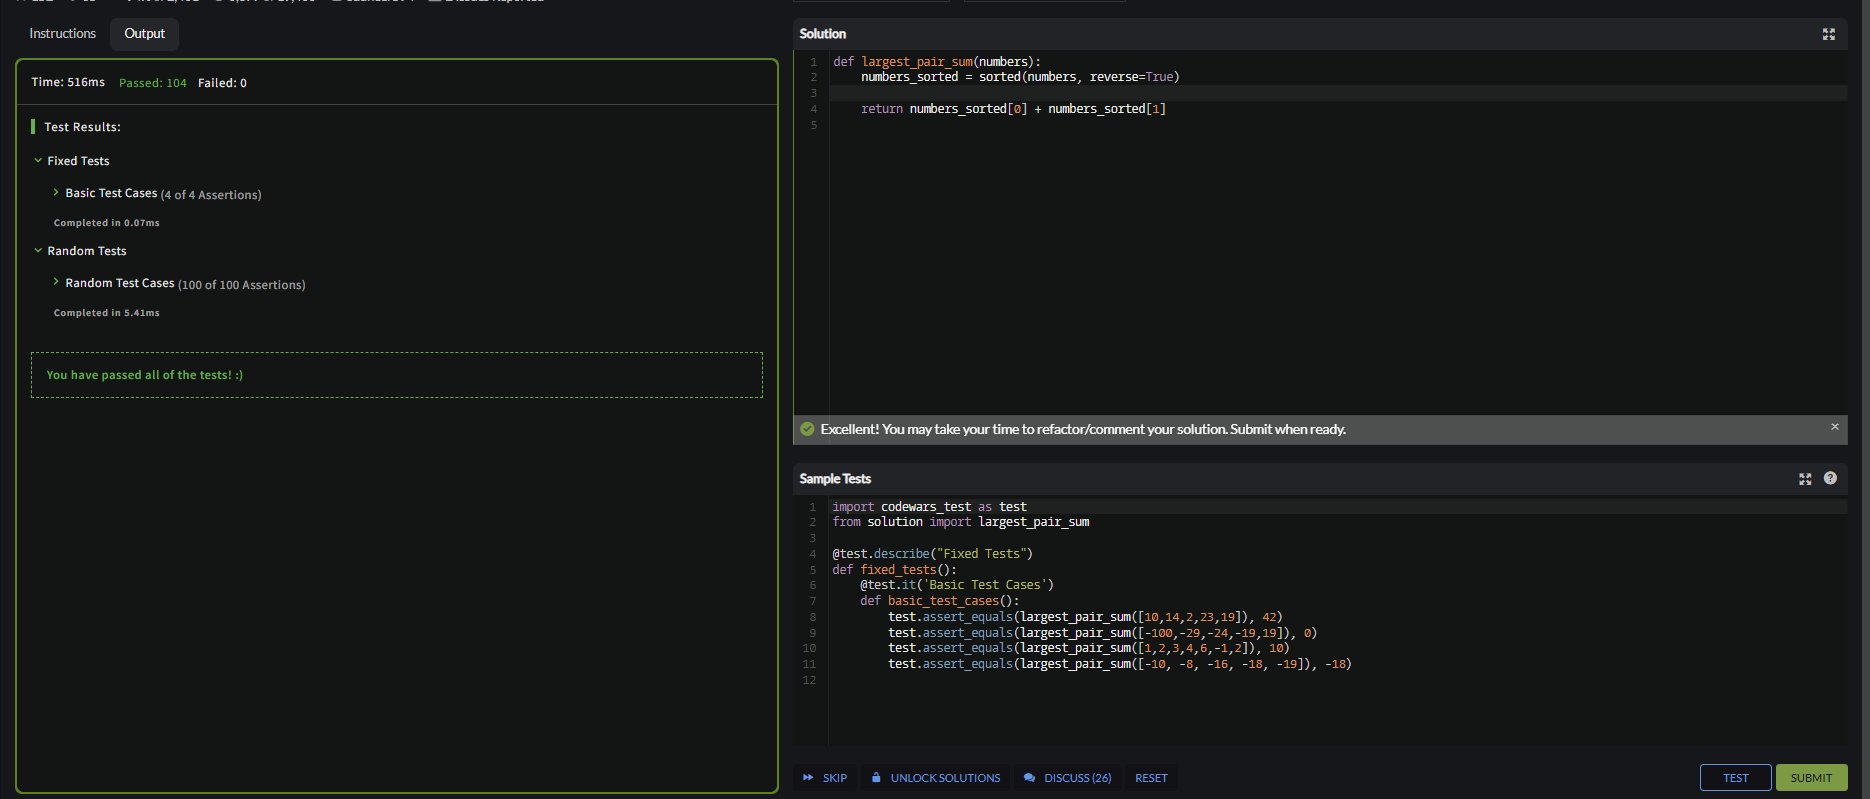 Instructions
Output
Time: 516ms Passed: 104 Failed: 0
Test Results:
Fixed Tests
Basic Test Cases (4 of 4 Assertions)
Completed in 0.07ms
Random Tests
Random Test Cases (100 of 100 Assertions)
Completed in 5.41ms
You have passed all of the tests! :)
Solution
1 def largest_pair_sum(numbers):
2 numbers_sorted = sorted(numbers, reverse=True)
3
4 return numbers_sorted[0] + numbers_sorted[1]
5
Excellent! You may take your time to refactor/comment your solution. Submit when ready.
Sample Tests
1 import codewars_test as test
2 from solution import largest_pair_sum
3
4 @test.describe("Fixed Tests")
5 def fixed_tests():
6 @test.it('Basic Test Cases')
7 def basic_test_cases():
8 test.assert_equals(largest_pair_sum([10,14,2,23,19]), 42)
9 test.assert_equals(largest_pair_sum([-100,-29,-24,-19,19]), 0)
10 test.assert_equals(largest_pair_sum([1,2,3,4,6,-1,2]), 10)
11 test.assert_equals(largest_pair_sum([-10, -8, -16, -18, -19]), -18)
12
SKIP
UNLOCK SOLUTIONS
DISCUSS (26)
RESET
TEST
SUBMIT